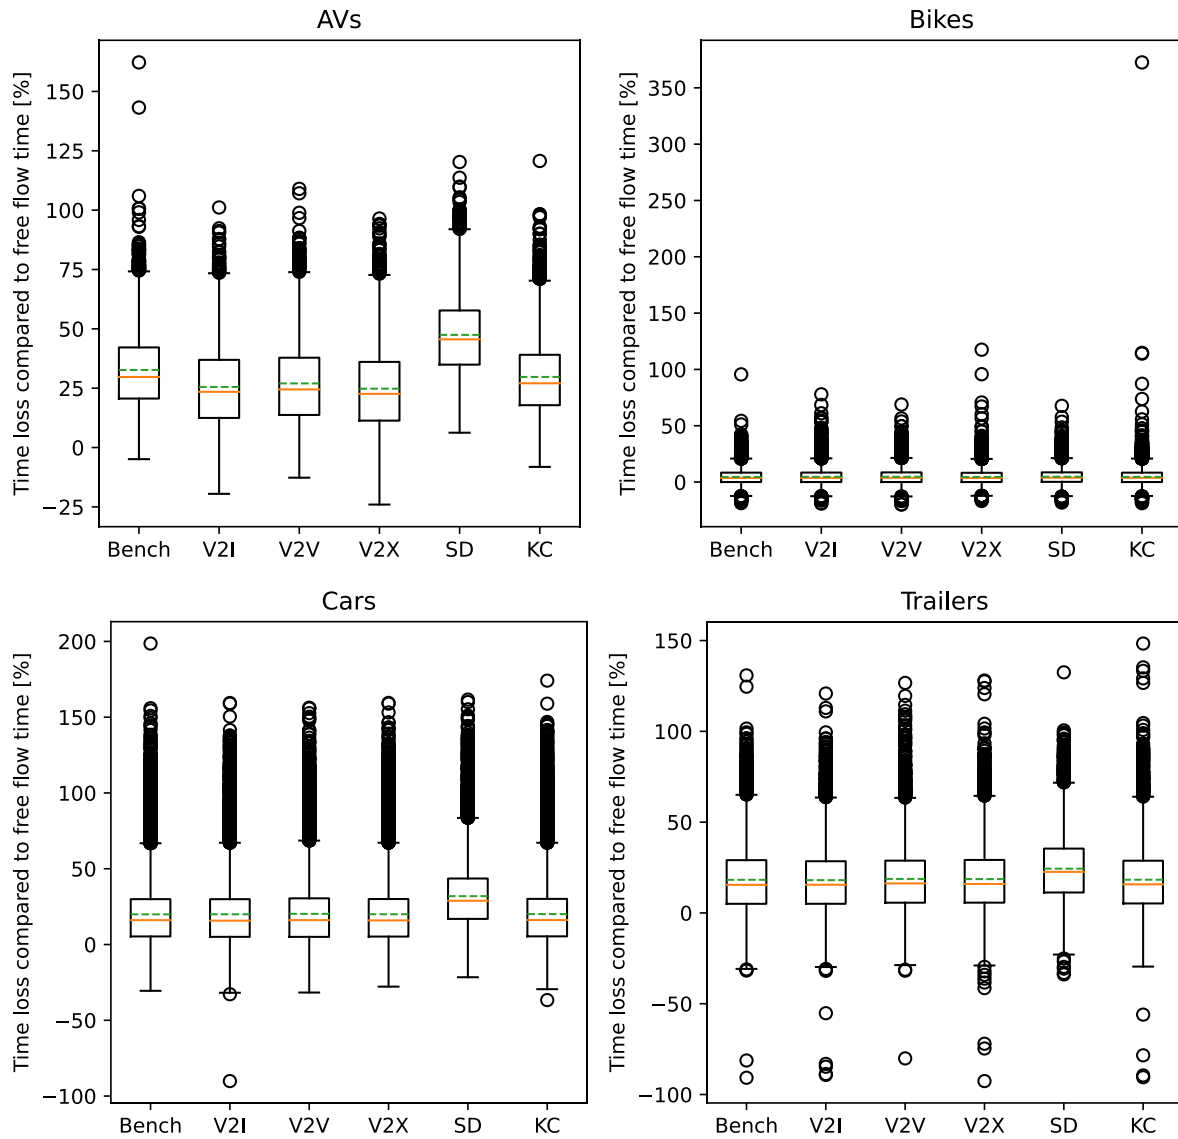 AVs
Time loss compared to free flow time [%]
150
125
100
75
50
25
0
−25
Bench V2I V2V V2X SD KC
Bikes
Time loss compared to free flow time [%]
350
300
250
200
150
100
50
0
Bench V2I V2V V2X SD KC
Cars
Time loss compared to free flow time [%]
200
150
100
50
0
−50
−100
Bench V2I V2V V2X SD KC
Trailers
Time loss compared to free flow time [%]
150
100
50
0
−50
−100
Bench V2I V2V V2X SD KC